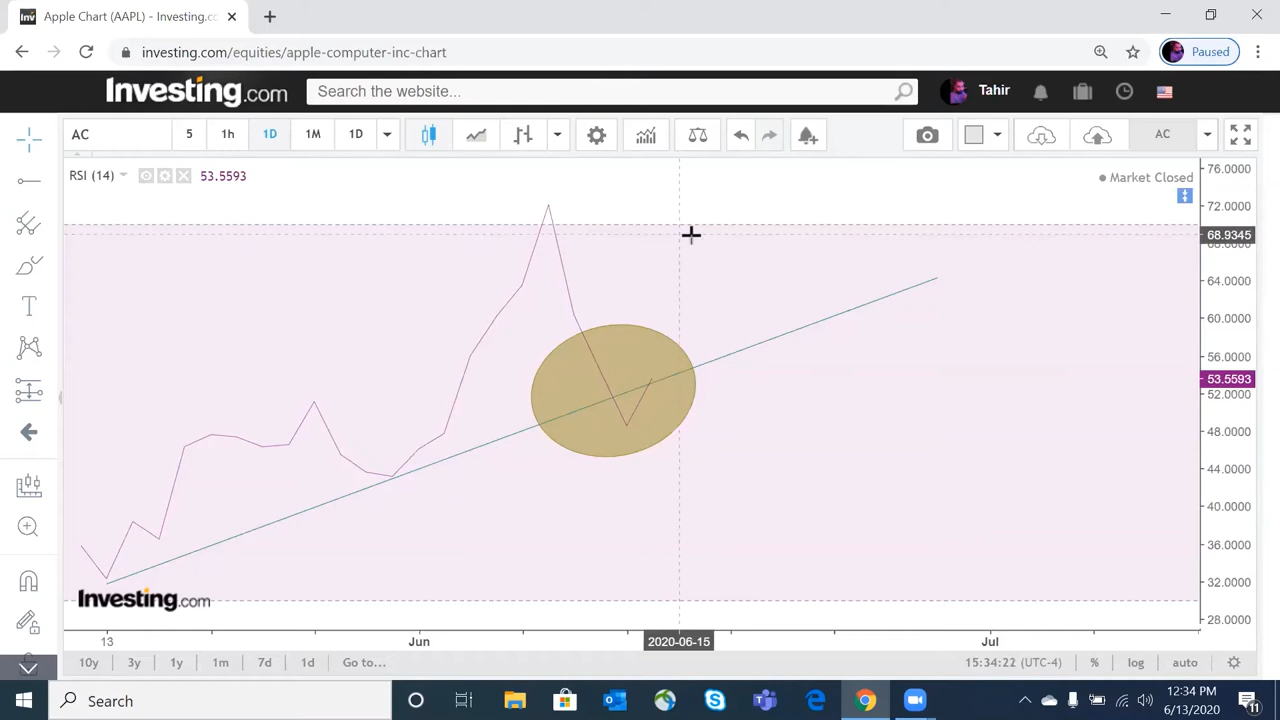 Apple Chart (AAPL) - Investing.co
investing.com/equities/apple-computer-inc-chart
Paused
Investing.com
Search the website...
Tahir
AC 5 1h 1D 1M 1D AC
RSI (14) 53.5593
Market Closed
76.0000
72.0000
68.9345
64.0000
60.0000
56.0000
53.5593
52.0000
48.0000
44.0000
40.0000
36.0000
32.0000
28.0000
Investing.com
13 Jun 2020-06-15 Jul
10y 3y 1y 1m 7d 1d Go to... 15:34:22 (UTC-4) % log auto
Search
12:34 PM
6/13/2020
11